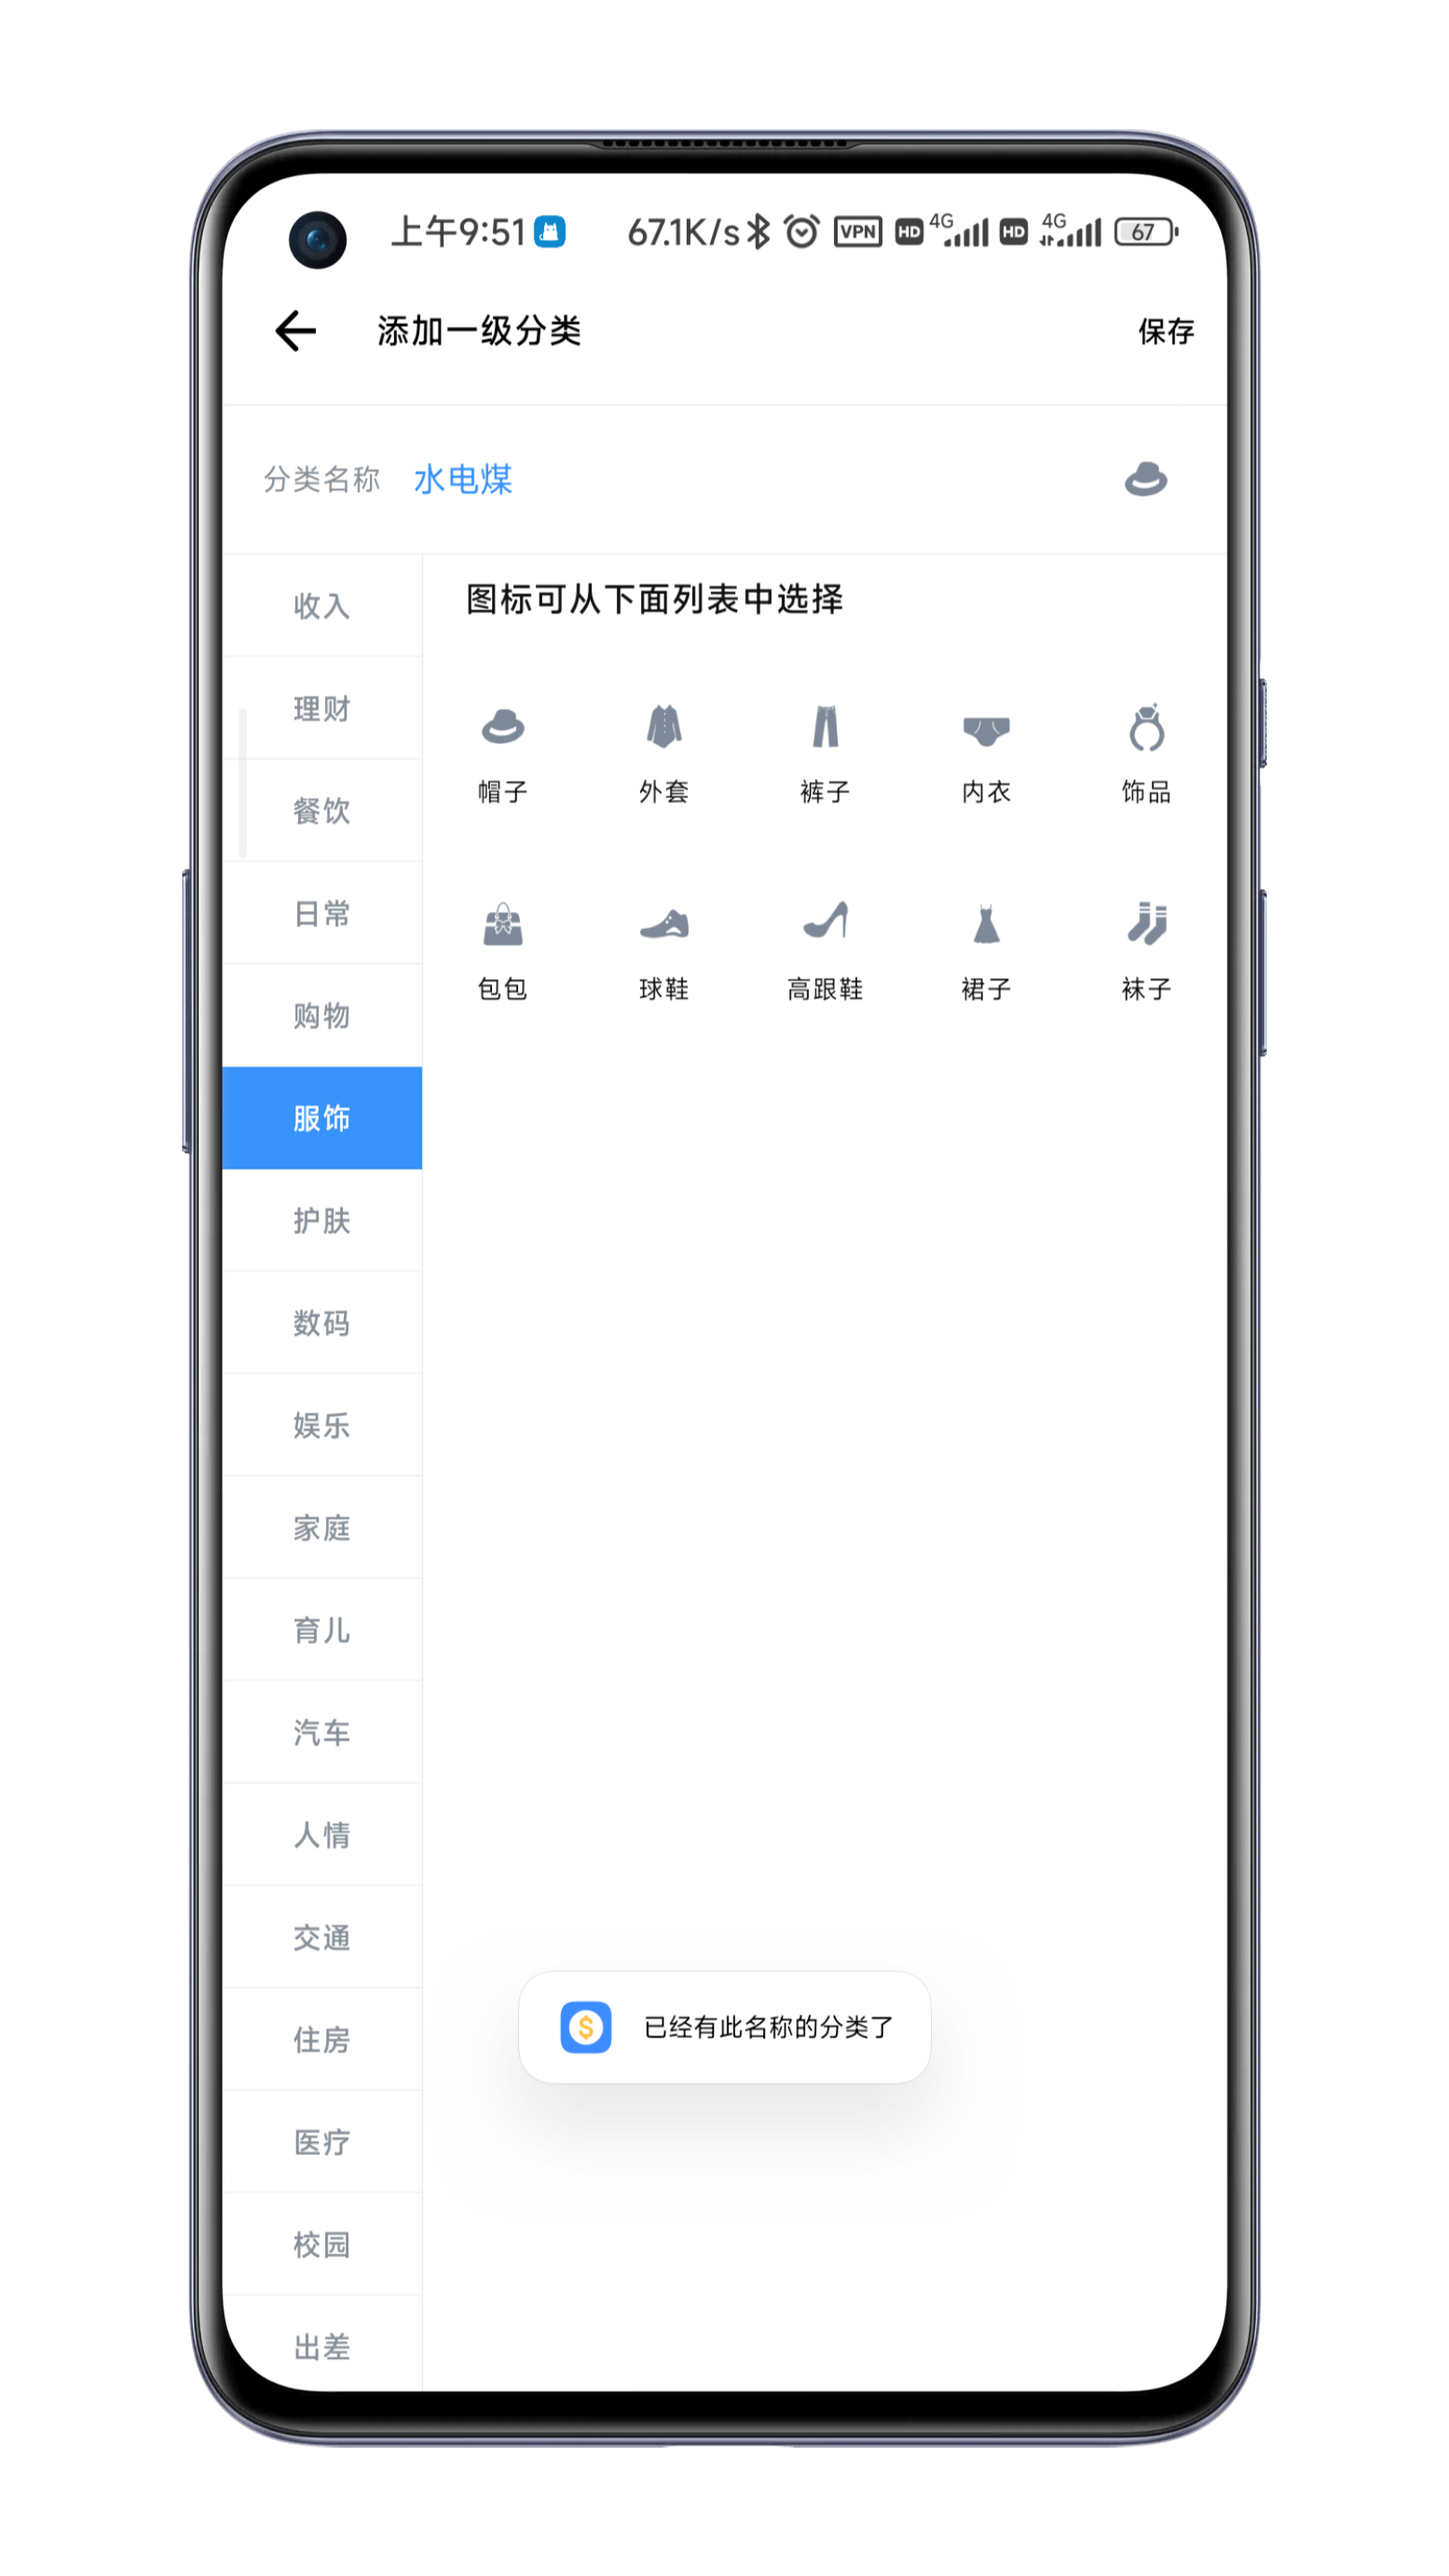 上午9:51 67.1K/s VPN HD 4G HD 4G 67
添加一级分类 保存
分类名称 水电煤
图标可从下面列表中选择
收入
理财
餐饮
日常
购物
服饰
护肤
数码
娱乐
家庭
育儿
汽车
人情
交通
住房
医疗
校园
出差
帽子 外套 裤子 内衣 饰品
包包 球鞋 高跟鞋 裙子 袜子
$ 已经有此名称的分类了